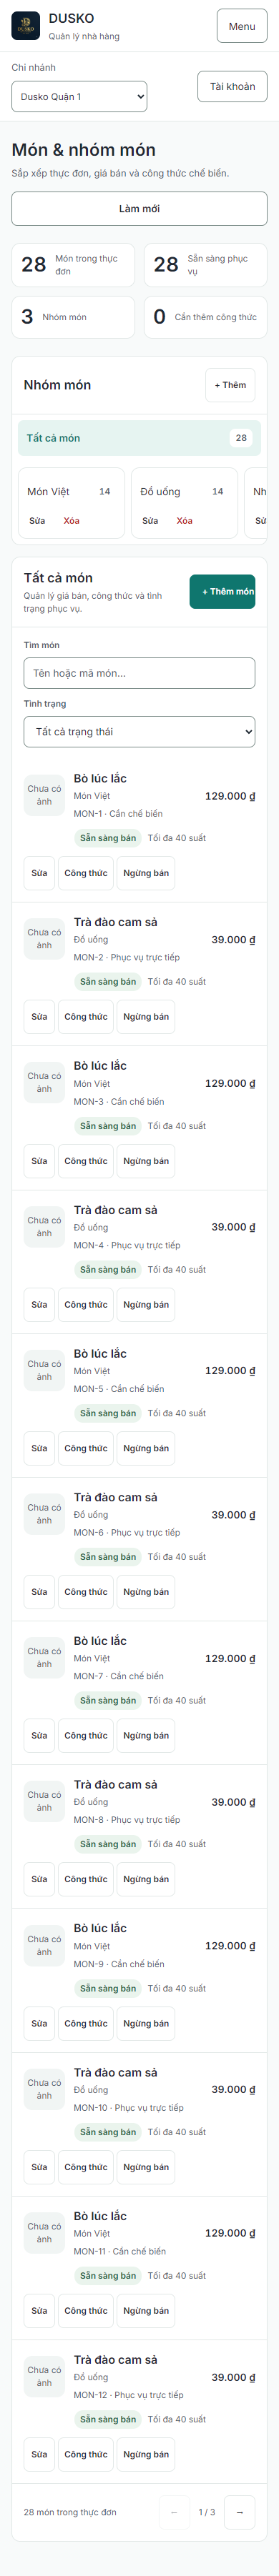 DUSKO
DUSKO
Quản lý nhà hàng
Menu
Chi nhánh
Dusko Quận 1
Tài khoản
Món & nhóm món
Sắp xếp thực đơn, giá bán và công thức chế biến.
Làm mới
28 Món trong thực đơn
28 Sẵn sàng phục vụ
3 Nhóm món
0 Cần thêm công thức
Nhóm món
+ Thêm
Tất cả món 28
Món Việt 14
Sửa Xóa
Đồ uống 14
Sửa Xóa
Nh
Sử
Tất cả món
Quản lý giá bán, công thức và tình
trạng phục vụ.
+ Thêm món
Tìm món
Tên hoặc mã món...
Tình trạng
Tất cả trạng thái
Chưa có ảnh
Bò lúc lắc
Món Việt
129.000 ₫
MON-1 · Cần chế biến
Sẵn sàng bán Tối đa 40 suất
Sửa Công thức Ngừng bán
Chưa có ảnh
Trà đào cam sả
Đồ uống
39.000 ₫
MON-2 · Phục vụ trực tiếp
Sẵn sàng bán Tối đa 40 suất
Sửa Công thức Ngừng bán
Chưa có ảnh
Bò lúc lắc
Món Việt
129.000 ₫
MON-3 · Cần chế biến
Sẵn sàng bán Tối đa 40 suất
Sửa Công thức Ngừng bán
Chưa có ảnh
Trà đào cam sả
Đồ uống
39.000 ₫
MON-4 · Phục vụ trực tiếp
Sẵn sàng bán Tối đa 40 suất
Sửa Công thức Ngừng bán
Chưa có ảnh
Bò lúc lắc
Món Việt
129.000 ₫
MON-5 · Cần chế biến
Sẵn sàng bán Tối đa 40 suất
Sửa Công thức Ngừng bán
Chưa có ảnh
Trà đào cam sả
Đồ uống
39.000 ₫
MON-6 · Phục vụ trực tiếp
Sẵn sàng bán Tối đa 40 suất
Sửa Công thức Ngừng bán
Chưa có ảnh
Bò lúc lắc
Món Việt
129.000 ₫
MON-7 · Cần chế biến
Sẵn sàng bán Tối đa 40 suất
Sửa Công thức Ngừng bán
Chưa có ảnh
Trà đào cam sả
Đồ uống
39.000 ₫
MON-8 · Phục vụ trực tiếp
Sẵn sàng bán Tối đa 40 suất
Sửa Công thức Ngừng bán
Chưa có ảnh
Bò lúc lắc
Món Việt
129.000 ₫
MON-9 · Cần chế biến
Sẵn sàng bán Tối đa 40 suất
Sửa Công thức Ngừng bán
Chưa có ảnh
Trà đào cam sả
Đồ uống
39.000 ₫
MON-10 · Phục vụ trực tiếp
Sẵn sàng bán Tối đa 40 suất
Sửa Công thức Ngừng bán
Chưa có ảnh
Bò lúc lắc
Món Việt
129.000 ₫
MON-11 · Cần chế biến
Sẵn sàng bán Tối đa 40 suất
Sửa Công thức Ngừng bán
Chưa có ảnh
Trà đào cam sả
Đồ uống
39.000 ₫
MON-12 · Phục vụ trực tiếp
Sẵn sàng bán Tối đa 40 suất
Sửa Công thức Ngừng bán
28 món trong thực đơn
← 1 / 3 →